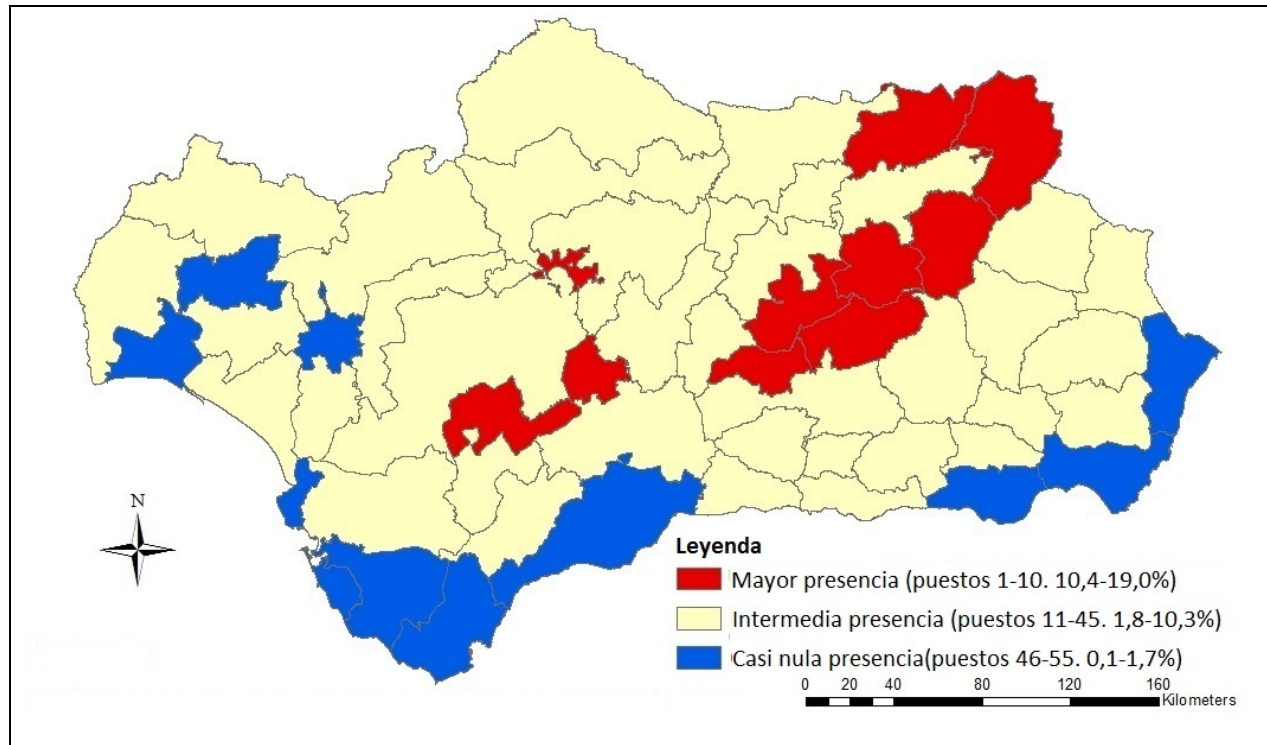 N
Leyenda
Mayor presencia (puestos 1-10. 10,4-19,0%)
Intermedia presencia (puestos 11-45. 1,8-10,3%)
Casi nula presencia(puestos 46-55. 0,1-1,7%)
0 20 40 80 120 160
Kilometers